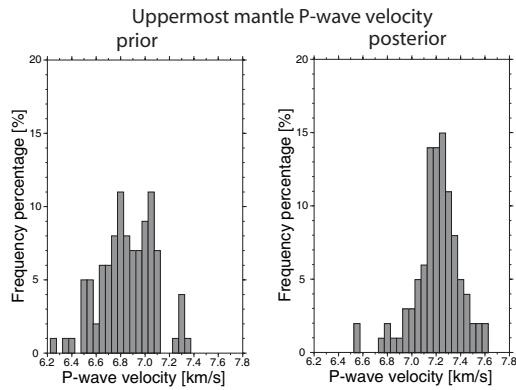 Uppermost mantle P-wave velocity
prior
posterior
20
15
10
5
0
Frequency percentage [%]
6.2 6.4 6.6 6.8 7.0 7.2 7.4 7.6 7.8
P-wave velocity [km/s]
20
15
10
5
0
Frequency percentage [%]
6.2 6.4 6.6 6.8 7.0 7.2 7.4 7.6 7.8
P-wave velocity [km/s]